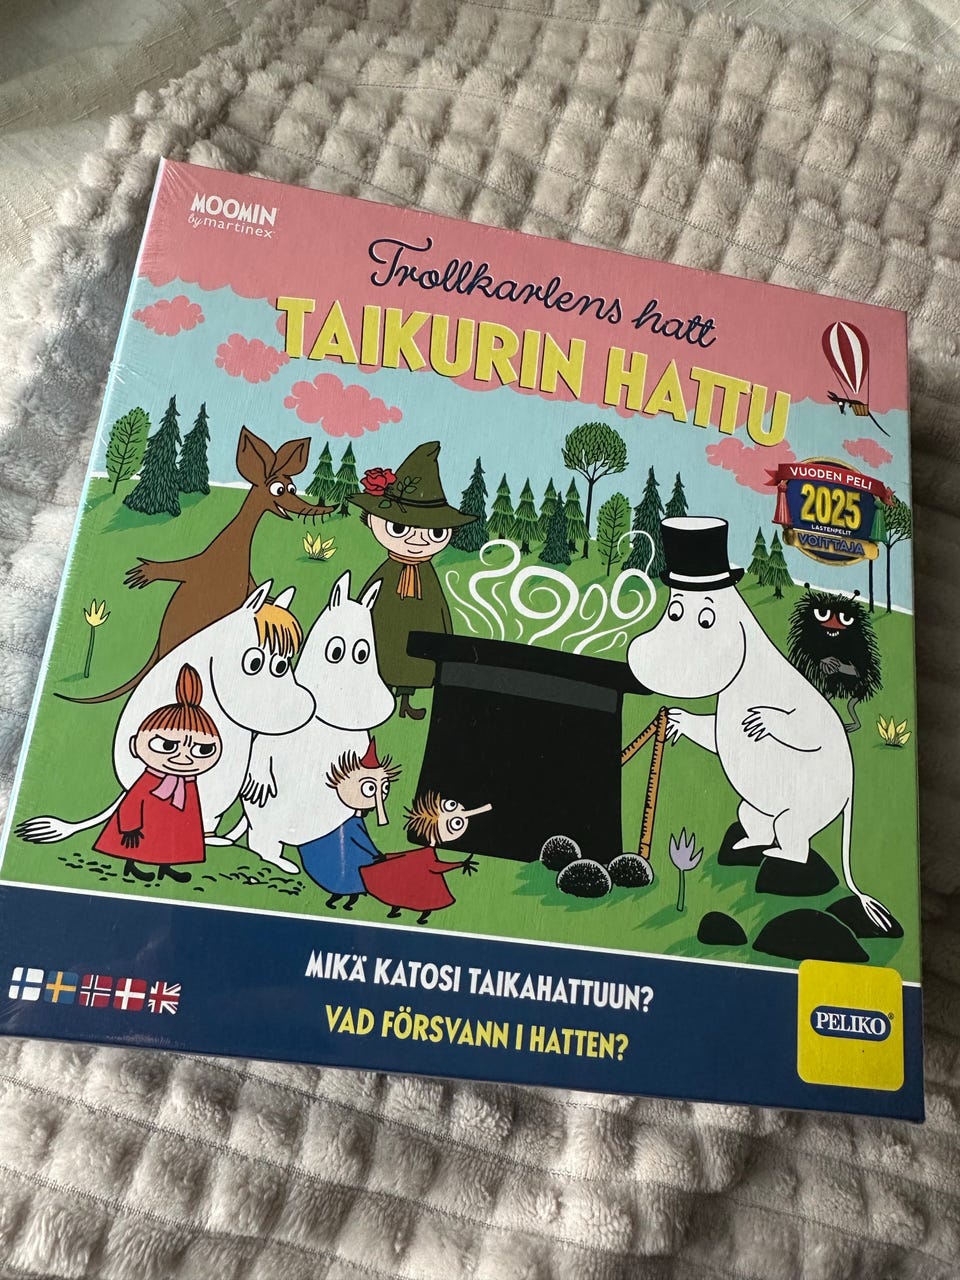 MOOMIN
by martinex
Trollkarlens hatt
TAIKURIN HATTU
VUODEN PELI
2025
LASTENPELIT
VOITTAJA
MIKÄ KATOSI TAIKAHATTUUN?
VAD FÖRSVANN I HATTEN?
PELIKO®